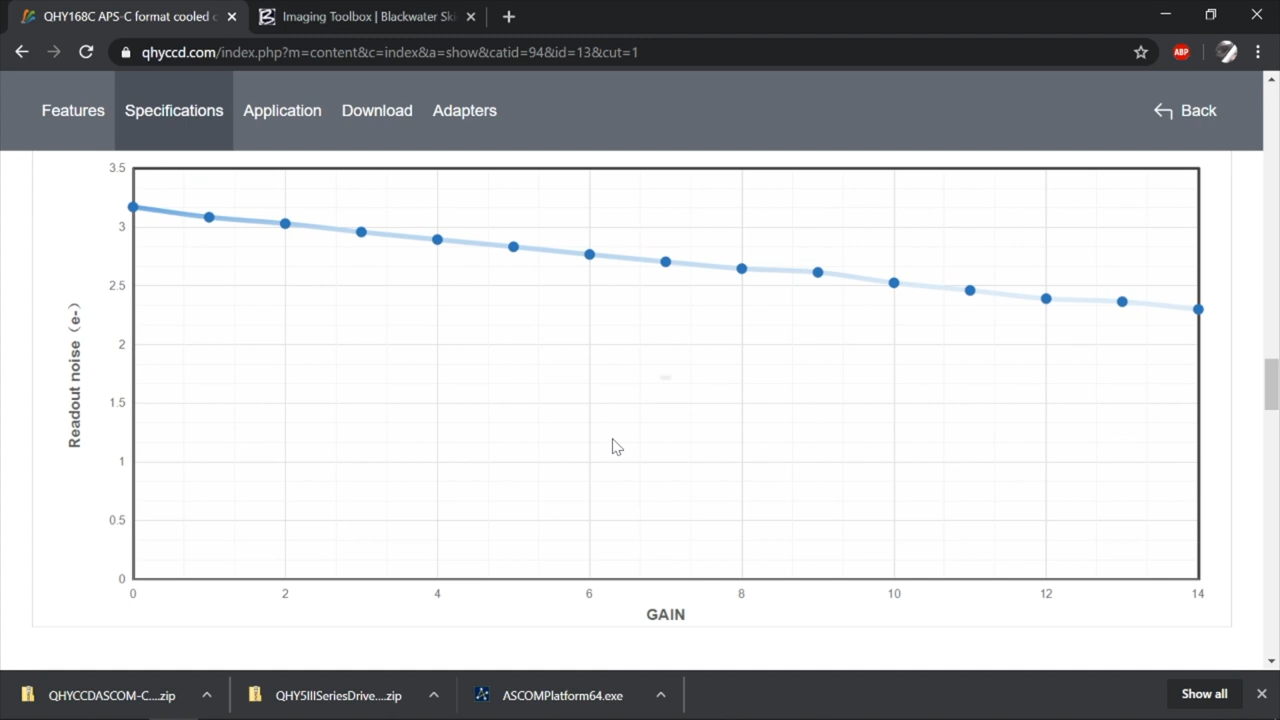 QHY168C APS-C format cooled c
Imaging Toolbox | Blackwater Ski
qhyccd.com/index.php?m=content&c=index&a=show&catid=94&id=13&cut=1
ABP
Features
Specifications
Application
Download
Adapters
Back
3.5
3
2.5
2
1.5
1
0.5
0
Readout noise（e-）
0 2 4 6 8 10 12 14
GAIN
QHYCCDASCOM-C....zip
QHY5IIISeriesDrive....zip
ASCOMPlatform64.exe
Show all